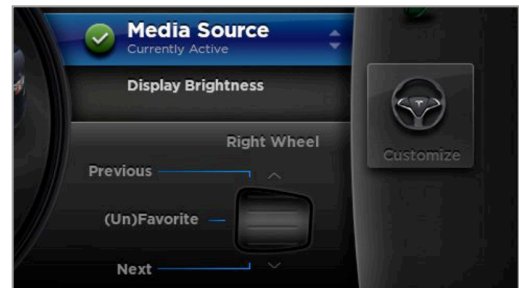 Media Source
Currently Active
Display Brightness
Right Wheel
Customize
Previous
(Un)Favorite
Next